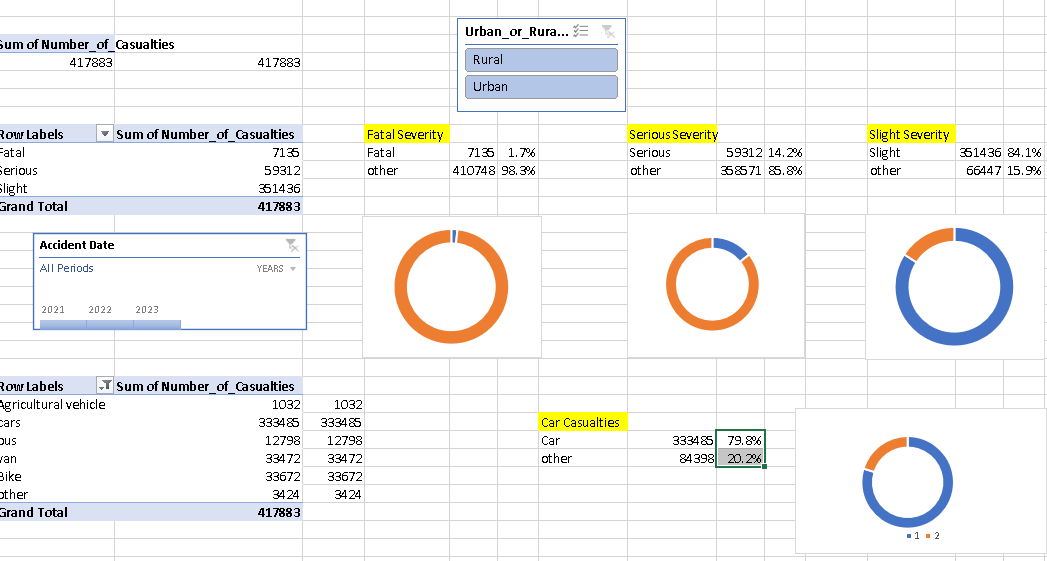 Urban_or_Rura...
Sum of Number_of_Casualties
Rural
417883 417883
Urban
Row Labels Sum of Number_of_Casualties Fatal Severity Serious Severity Slight Severity
Fatal 7135 Fatal 7135 1.7% Serious 59312 14.2% Slight 351436 84.1%
Serious 59312 other 410748 98.3% other 358571 85.8% other 66447 15.9%
Slight 351436
Grand Total 417883
Accident Date
All Periods YEARS
2021 2022 2023
Row Labels Sum of Number_of_Casualties
Agricultural vehicle 1032 1032
cars 333485 333485 Car Casualties
bus 12798 12798 Car 333485 79.8%
van 33472 33472 other 84398 20.2%
Bike 33672 33672
other 3424 3424
Grand Total 417883
1 2